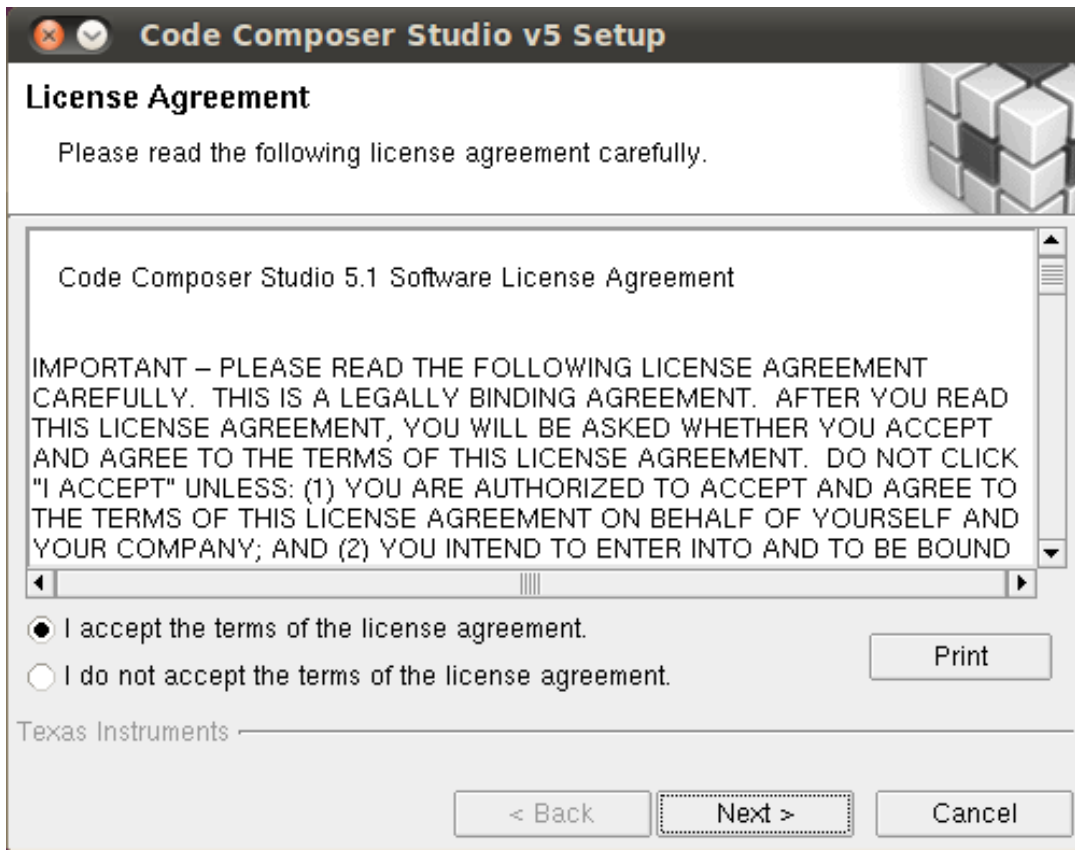 Code Composer Studio v5 Setup
License Agreement
Please read the following license agreement carefully.
Code Composer Studio 5.1 Software License Agreement
IMPORTANT – PLEASE READ THE FOLLOWING LICENSE AGREEMENT
CAREFULLY.  THIS IS A LEGALLY BINDING AGREEMENT.  AFTER YOU READ
THIS LICENSE AGREEMENT, YOU WILL BE ASKED WHETHER YOU ACCEPT
AND AGREE TO THE TERMS OF THIS LICENSE AGREEMENT.  DO NOT CLICK
"I ACCEPT" UNLESS: (1) YOU ARE AUTHORIZED TO ACCEPT AND AGREE TO
THE TERMS OF THIS LICENSE AGREEMENT ON BEHALF OF YOURSELF AND
YOUR COMPANY; AND (2) YOU INTEND TO ENTER INTO AND TO BE BOUND
I accept the terms of the license agreement.
I do not accept the terms of the license agreement.
Print
Texas Instruments
< Back
Next >
Cancel